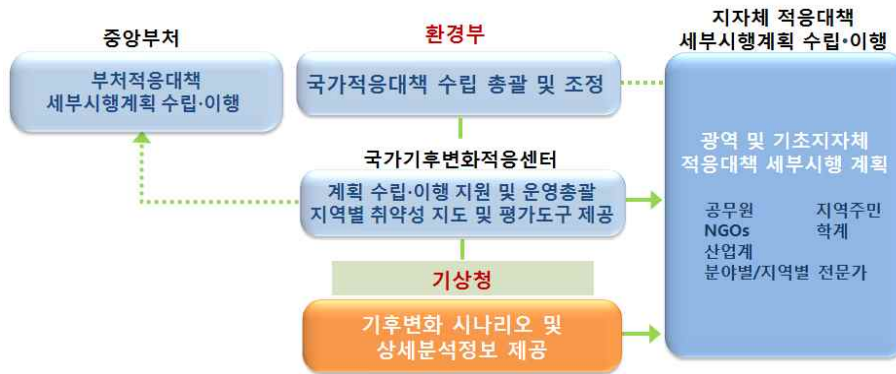 중앙부처
부처적응대책
세부시행계획 수립·이행
환경부
국가적응대책 수립 총괄 및 조정
국가기후변화적응센터
계획 수립·이행 지원 및 운영총괄
지역별 취약성 지도 및 평가도구 제공
기상청
기후변화 시나리오 및
상세분석정보 제공
지자체 적응대책
세부시행계획 수립·이행
광역 및 기초지자체
적응대책 세부시행 계획
공무원 지역주민
NGOs 학계
산업계
분야별/지역별 전문가